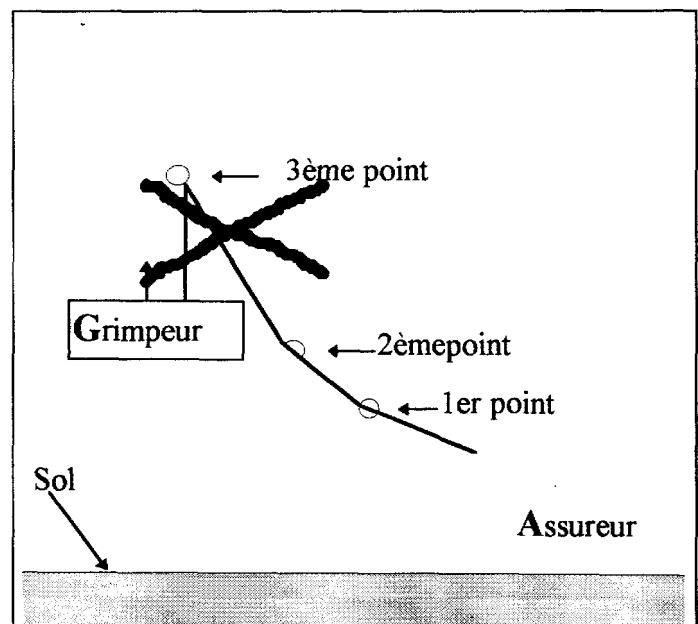 3ème point
Grimpeur
2èmepoint
1er point
Sol
Assureur